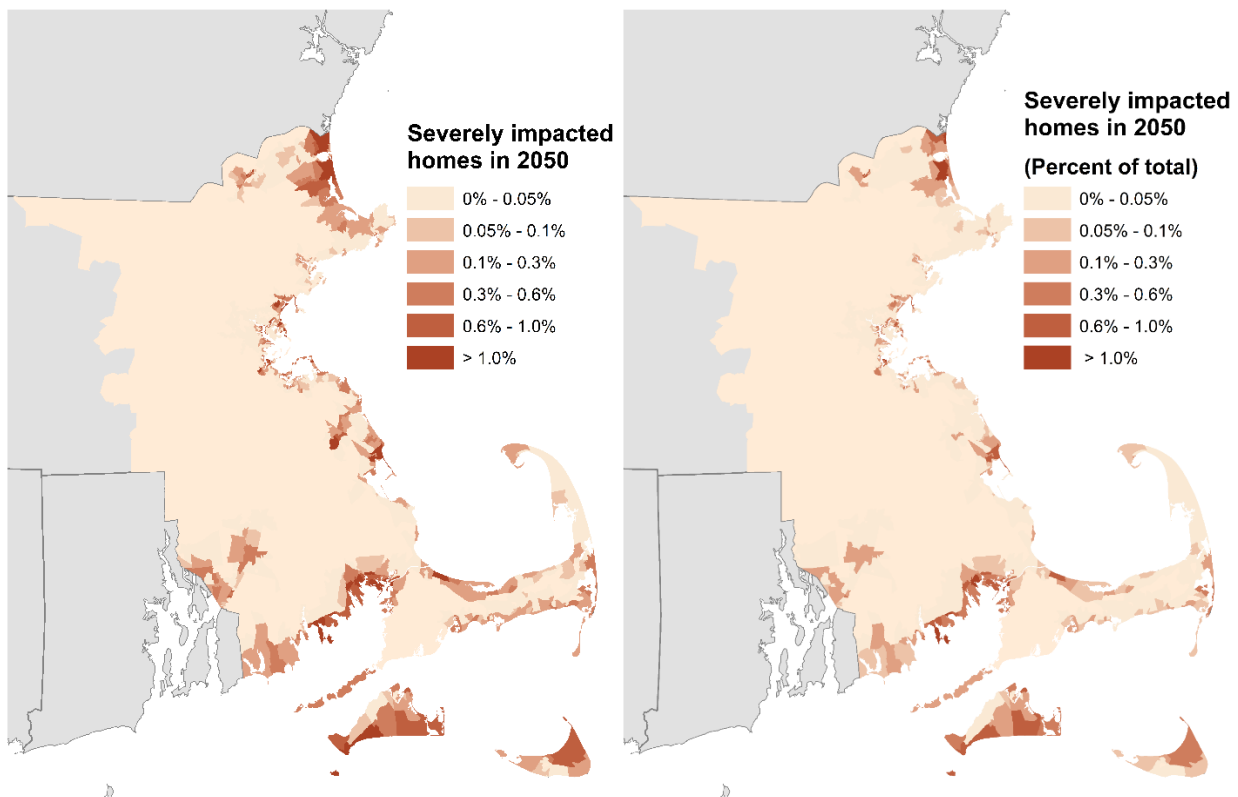 Severely impacted
homes in 2050
0% - 0.05%
0.05% - 0.1%
0.1% - 0.3%
0.3% - 0.6%
0.6% - 1.0%
> 1.0%
Severely impacted
homes in 2050
(Percent of total)
0% - 0.05%
0.05% - 0.1%
0.1% - 0.3%
0.3% - 0.6%
0.6% - 1.0%
> 1.0%